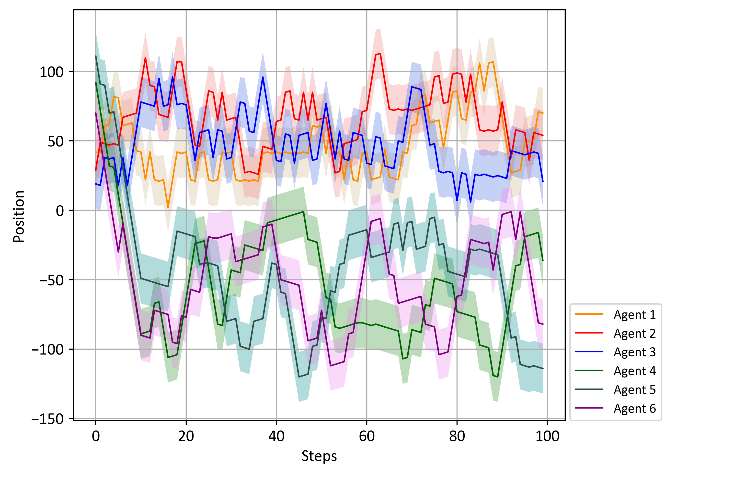 100
50
0
−50
−100
−150
Position
0 20 40 60 80 100
Steps
Agent 1
Agent 2
Agent 3
Agent 4
Agent 5
Agent 6